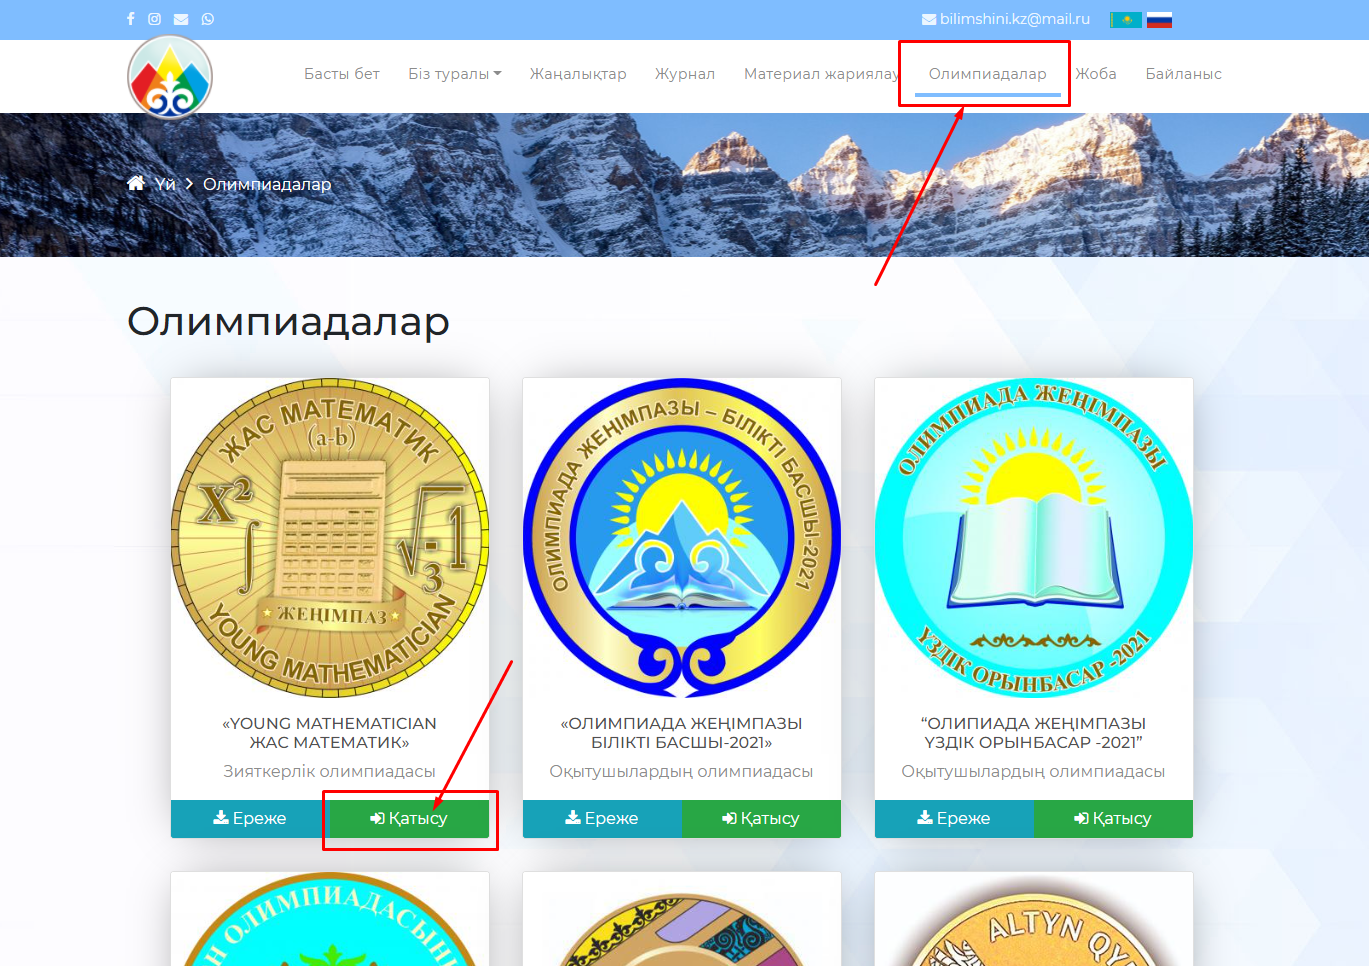 bilimshini.kz@mail.ru
Басты бет
Біз туралы
Жаңалықтар
Журнал
Материал жариялау
Олимпиадалар
Жоба
Байланыс
Үй
Олимпиадалар
Олимпиадалар
ЖАС МАТЕМАТИК
(a-b)
X²
∫
√-1
3
ЖЕҢІМПАЗ
YOUNG MATHEMATICIAN
ОЛИМПИАДА ЖЕҢІМПАЗЫ – БІЛІКТІ БАСШЫ-2021
ОЛИМПИАДА ЖЕҢІМПАЗЫ
ҮЗДІК ОРЫНБАСАР -2021
«YOUNG MATHEMATICIAN
ЖАС МАТЕМАТИК»
Зияткерлік олимпиадасы
Ереже
Қатысу
«ОЛИМПИАДА ЖЕҢІМПАЗЫ
БІЛІКТІ БАСШЫ-2021»
Оқытушылардың олимпиадасы
Ереже
Қатысу
“ОЛИПИАДА ЖЕҢІМПАЗЫ
ҮЗДІК ОРЫНБАСАР -2021”
Оқытушылардың олимпиадасы
Ереже
Қатысу
Н ОЛИМПИАДАСЫНЫ
ALTYN QY